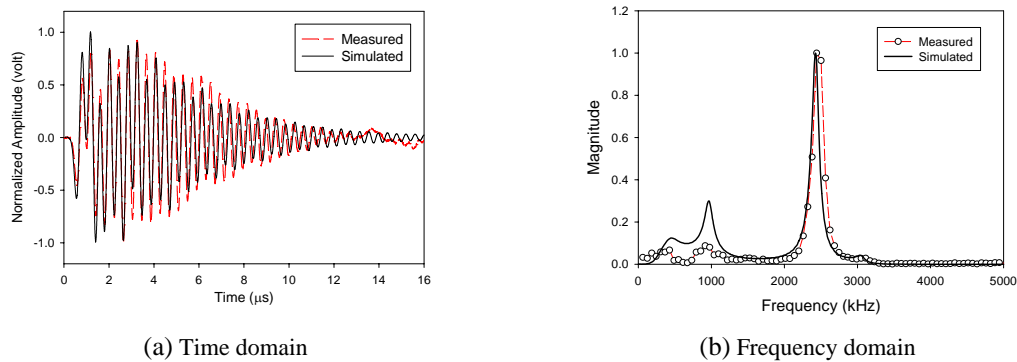 Normalized Amplitude (volt)
1.0
0.5
0.0
-0.5
-1.0
Measured
Simulated
0 2 4 6 8 10 12 14 16
Time (μs)
(a) Time domain
Magnitude
1.2
1.0
0.8
0.6
0.4
0.2
0.0
Measured
Simulated
0 1000 2000 3000 4000 5000
Frequency (kHz)
(b) Frequency domain